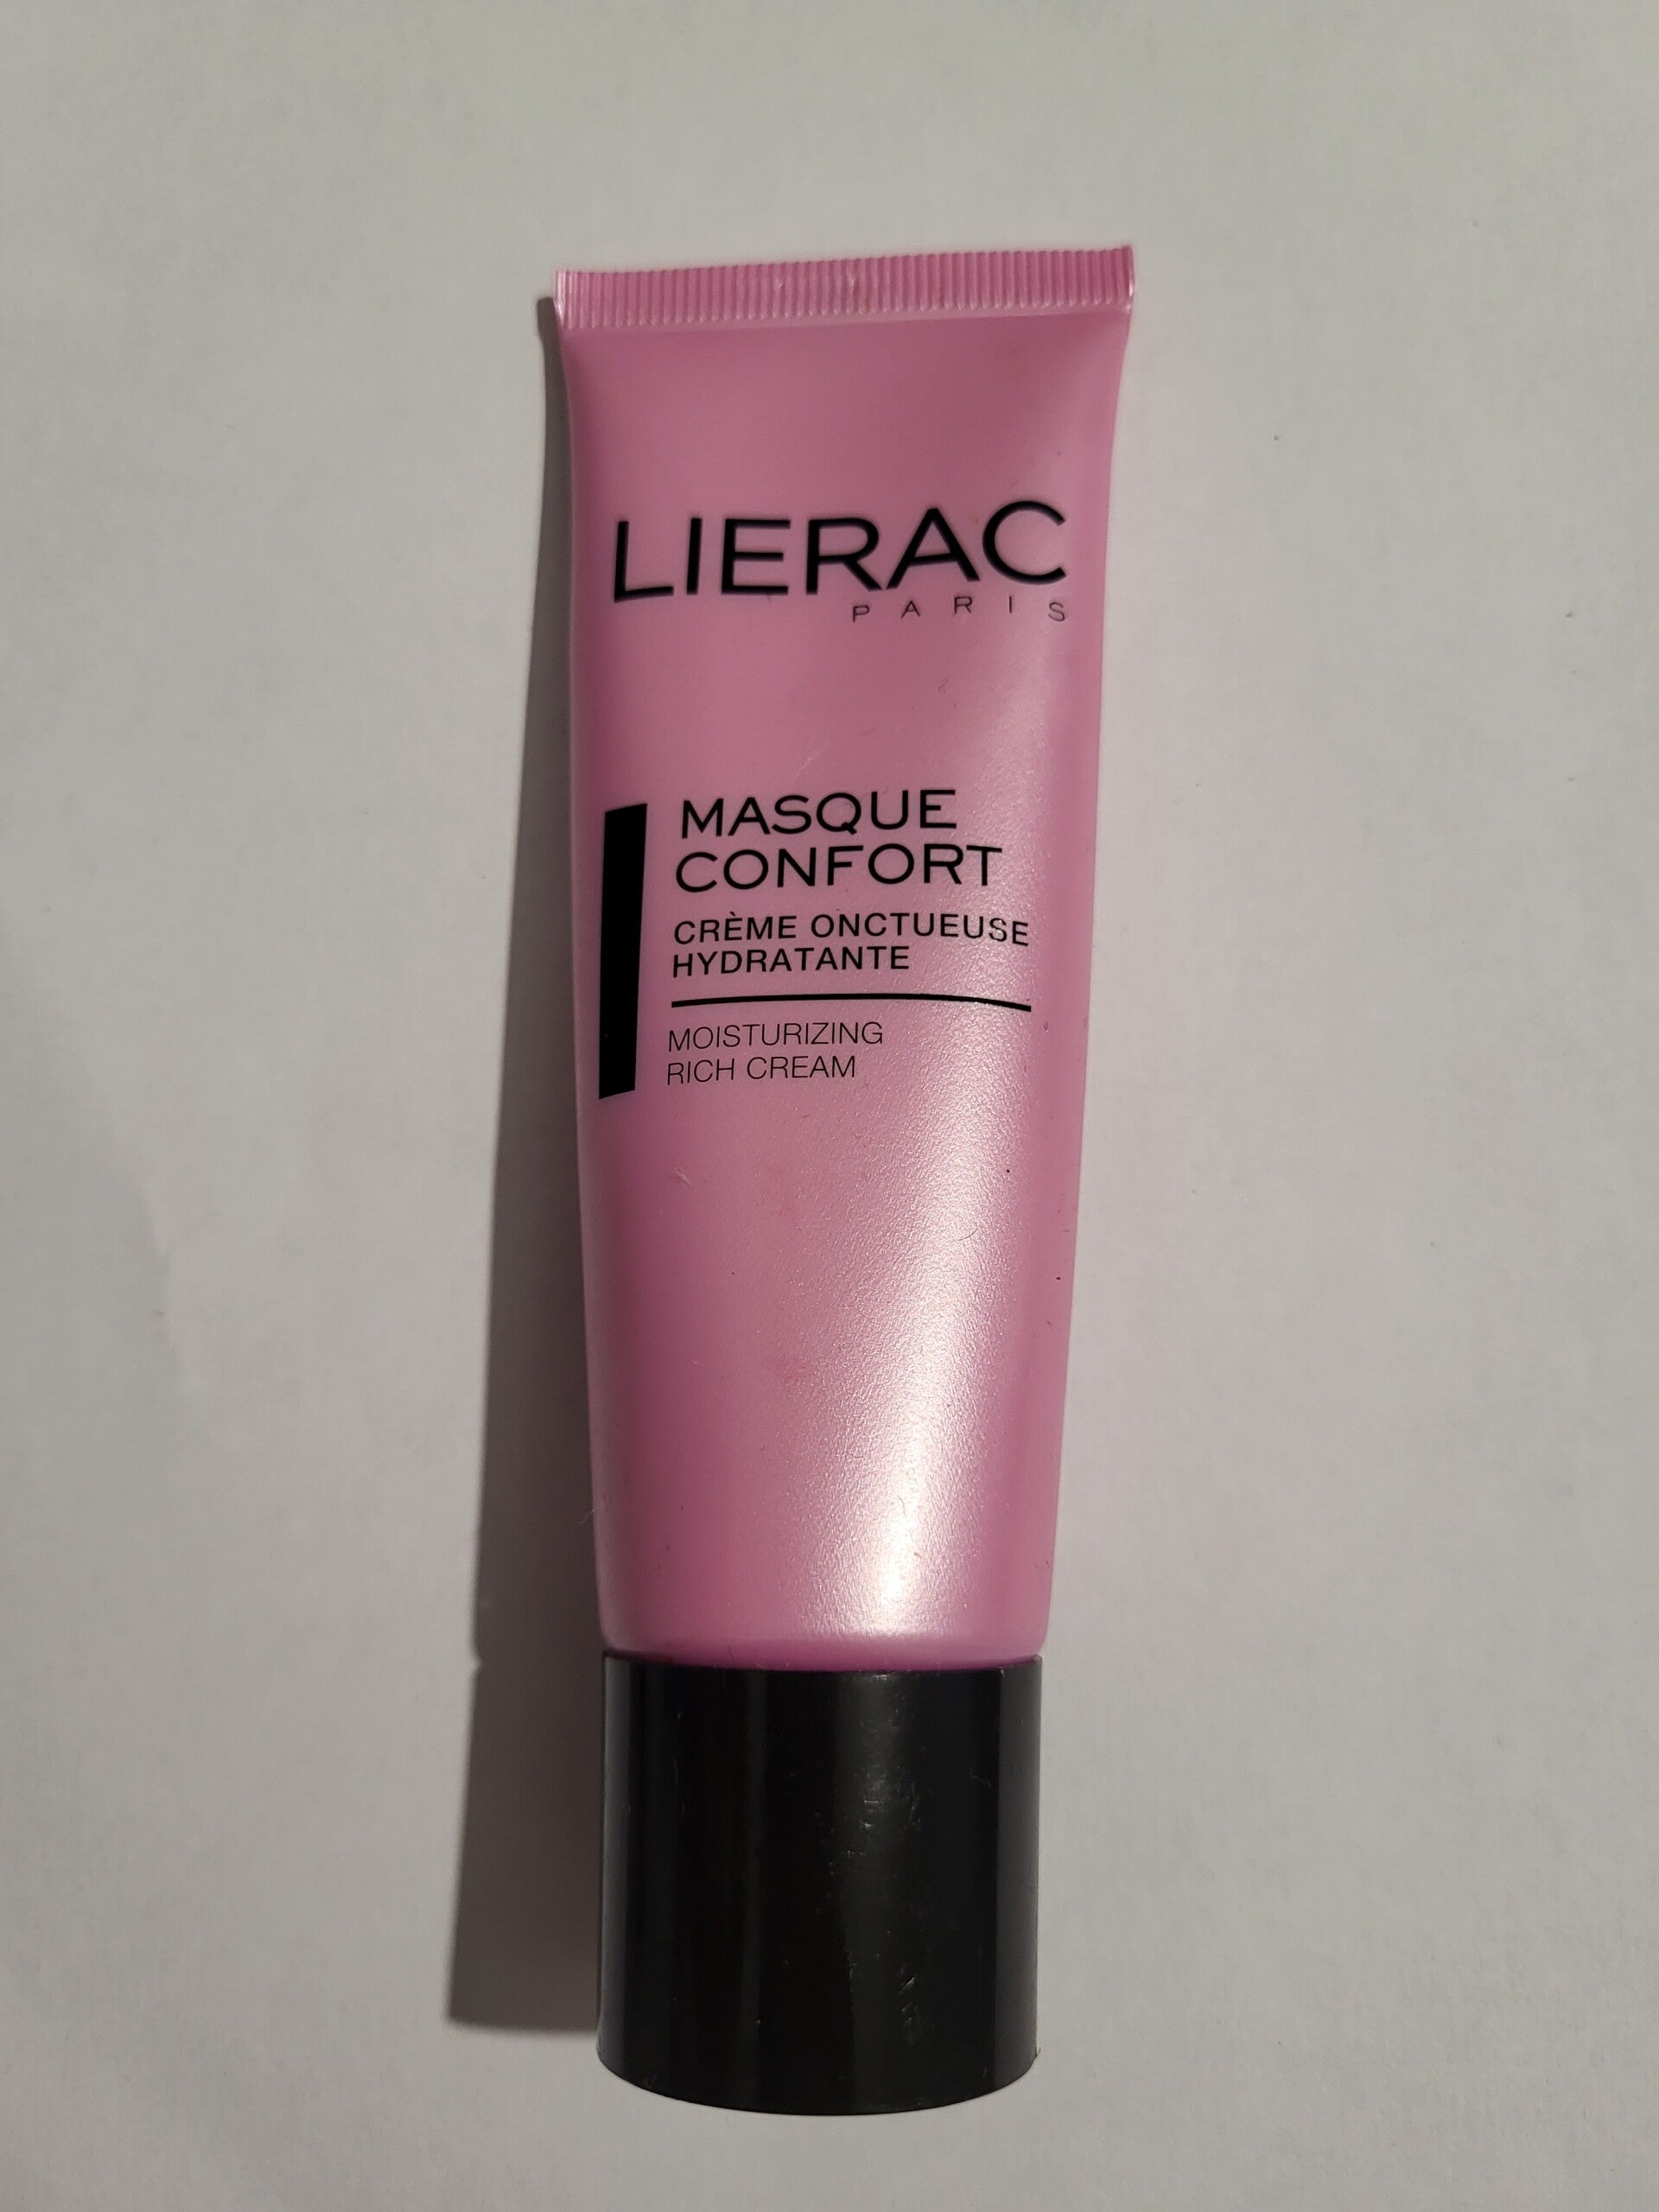 LIERAC
PARIS
MASQUE
CONFORT
CRÈME ONCTUEUSE
HYDRATANTE
MOISTURIZING
RICH CREAM